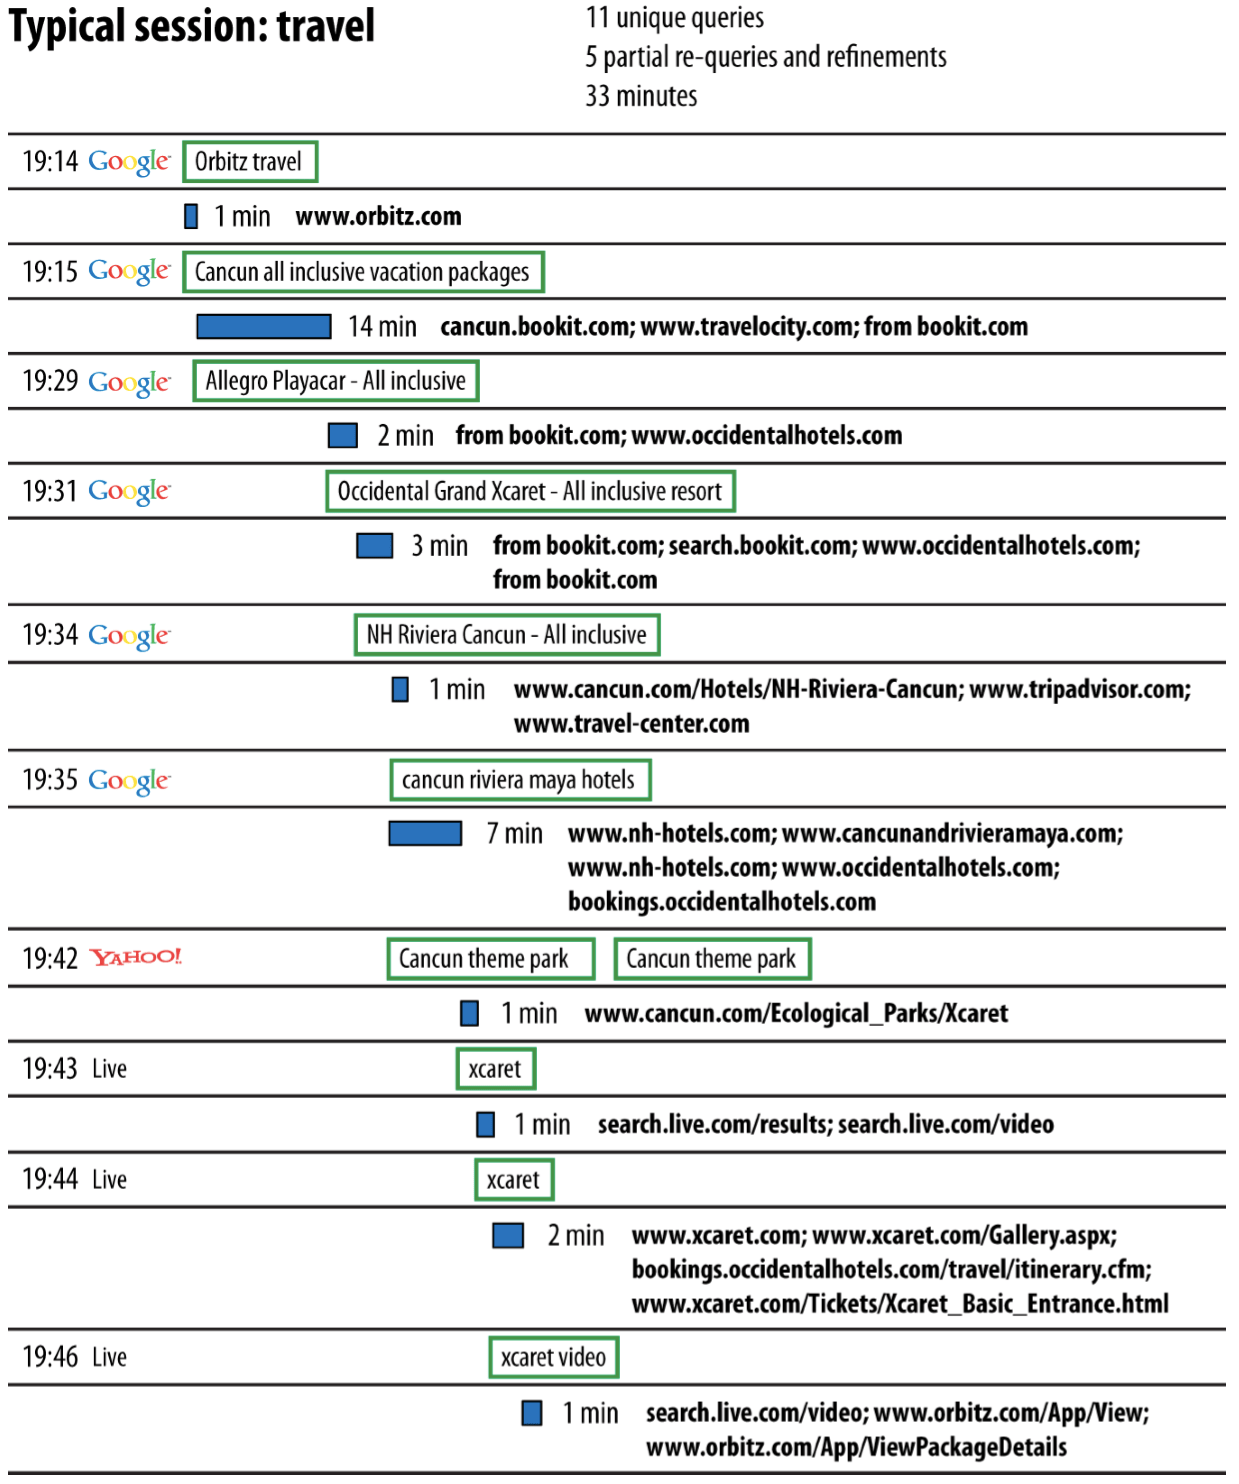 Typical session: travel
11 unique queries
5 partial re-queries and refinements
33 minutes
19:14 Google Orbitz travel
1 min www.orbitz.com
19:15 Google Cancun all inclusive vacation packages
14 min cancun.bookit.com; www.travelocity.com; from bookit.com
19:29 Google Allegro Playacar - All inclusive
2 min from bookit.com; www.occidentalhotels.com
19:31 Google Occidental Grand Xcaret - All inclusive resort
3 min from bookit.com; search.bookit.com; www.occidentalhotels.com;
from bookit.com
19:34 Google NH Riviera Cancun - All inclusive
1 min www.cancun.com/Hotels/NH-Riviera-Cancun; www.tripadvisor.com;
www.travel-center.com
19:35 Google cancun riviera maya hotels
7 min www.nh-hotels.com; www.cancunandrivieramaya.com;
www.nh-hotels.com; www.occidentalhotels.com;
bookings.occidentalhotels.com
19:42 YAHOO! Cancun theme park Cancun theme park
1 min www.cancun.com/Ecological_Parks/Xcaret
19:43 Live xcaret
1 min search.live.com/results; search.live.com/video
19:44 Live xcaret
2 min www.xcaret.com; www.xcaret.com/Gallery.aspx;
bookings.occidentalhotels.com/travel/itinerary.cfm;
www.xcaret.com/Tickets/Xcaret_Basic_Entrance.html
19:46 Live xcaret video
1 min search.live.com/video; www.orbitz.com/App/View;
www.orbitz.com/App/ViewPackageDetails